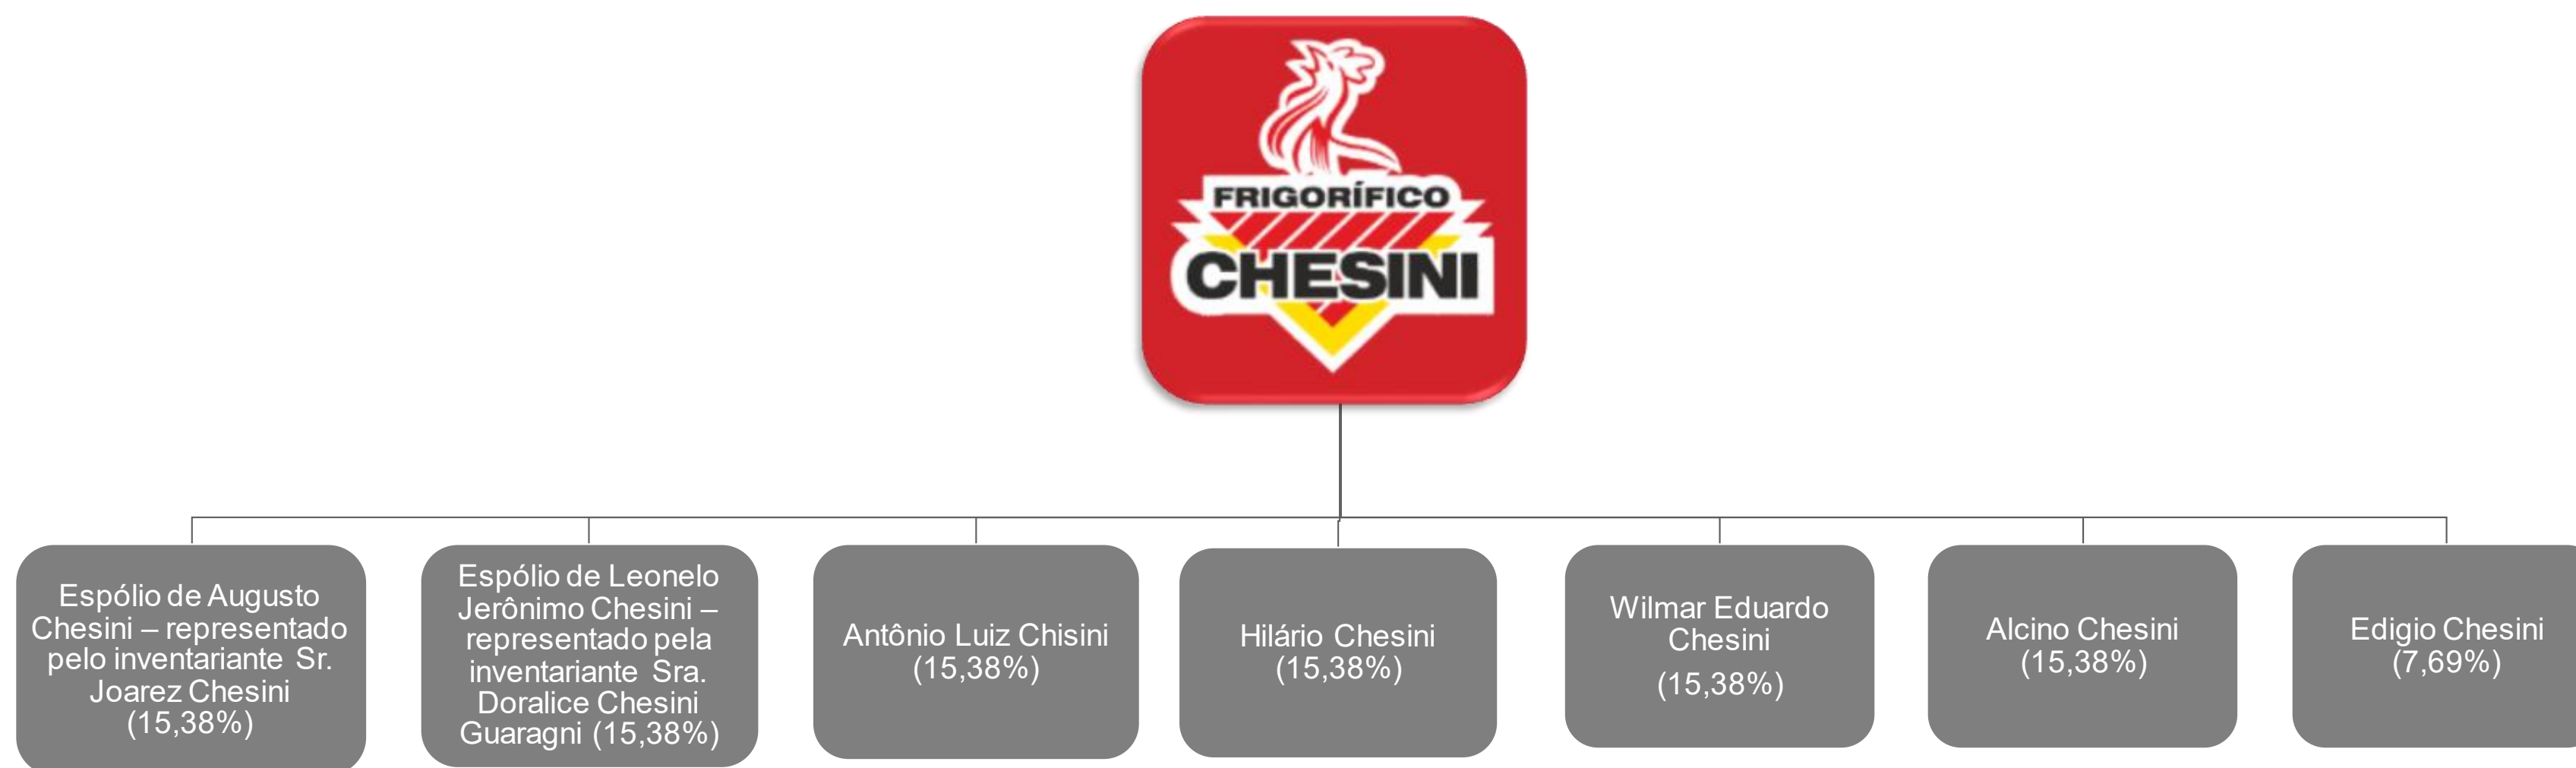 FRIGORÍFICO
CHESINI
Espólio de Augusto
Chesini – representado
pelo inventariante Sr.
Joarez Chesini
(15,38%)
Espólio de Leonelo
Jerônimo Chesini –
representado pela
inventariante Sra.
Doralice Chesini
Guaragni (15,38%)
Antônio Luiz Chisini
(15,38%)
Hilário Chesini
(15,38%)
Wilmar Eduardo
Chesini
(15,38%)
Alcino Chesini
(15,38%)
Edigio Chesini
(7,69%)